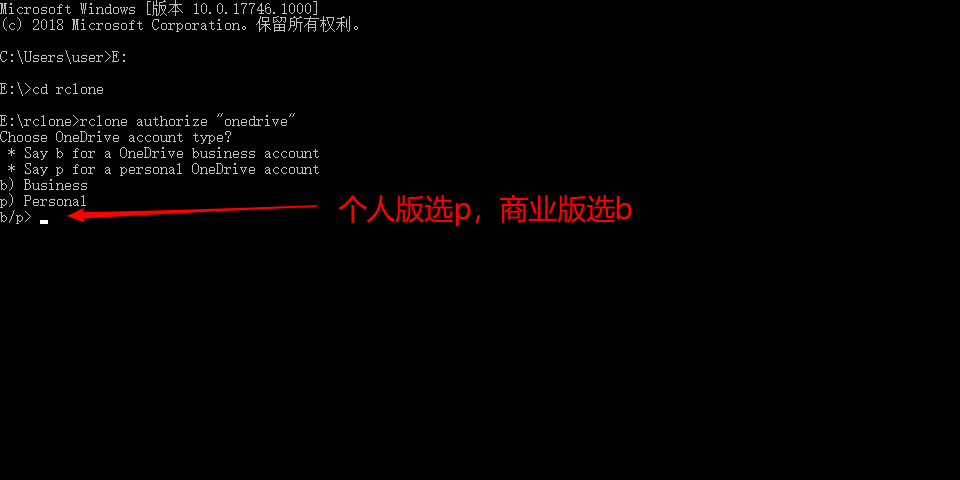 Microsoft Windows [版本 10.0.17746.1000]
(c) 2018 Microsoft Corporation。保留所有权利。
C:\Users\user>E:
E:\>cd rclone
E:\rclone>rclone authorize "onedrive"
Choose OneDrive account type?
* Say b for a OneDrive business account
* Say p for a personal OneDrive account
b) Business
p) Personal
b/p>
个人版选p，商业版选b